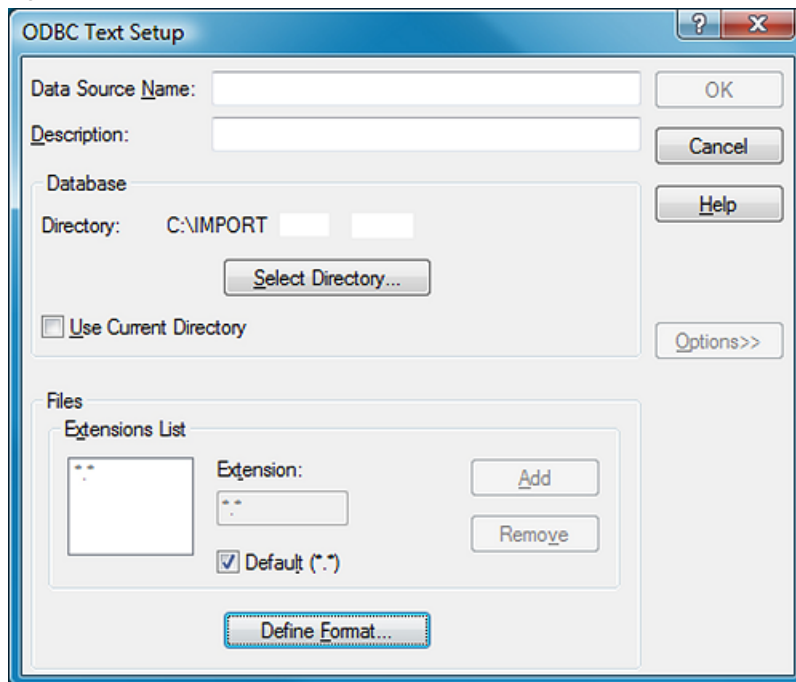 ODBC Text Setup
?
X
Data Source Name:
OK
Description:
Cancel
Database
Help
Directory: C:\IMPORT
Select Directory...
Use Current Directory
Options>>
Files
Extensions List
*.*
Extension:
*.*
Add
Remove
Default (*.*)
Define Format...